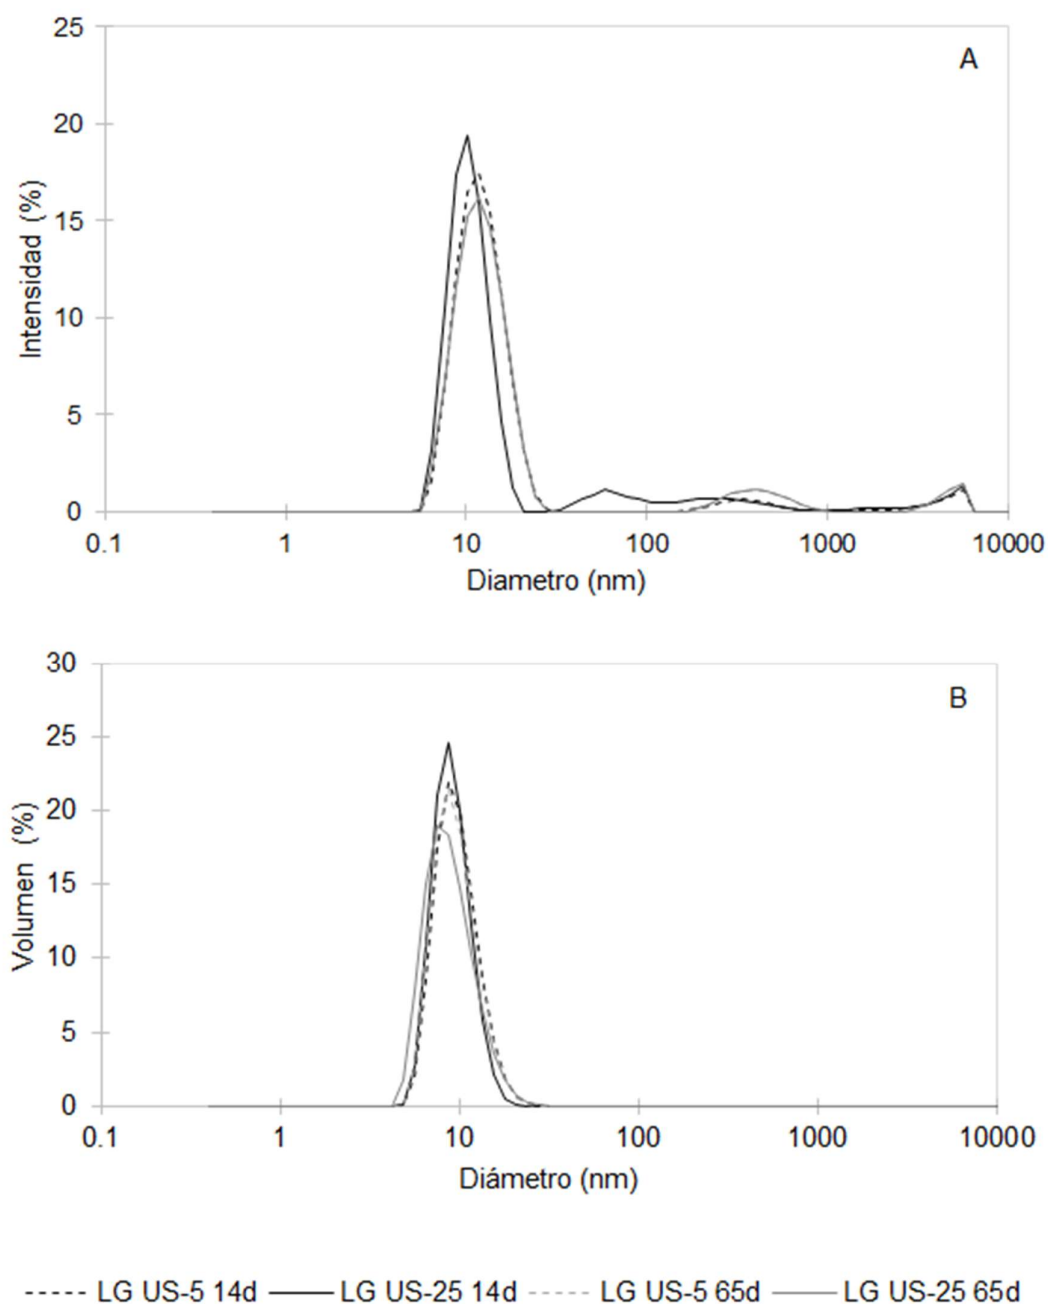 25
A
20
15
10
5
0
Intensidad (%)
0.1 1 10 100 1000 10000
Diametro (nm)
30
B
25
20
15
10
5
0
Volumen (%)
0.1 1 10 100 1000 10000
Diámetro (nm)
LG US-5 14d LG US-25 14d LG US-5 65d LG US-25 65d